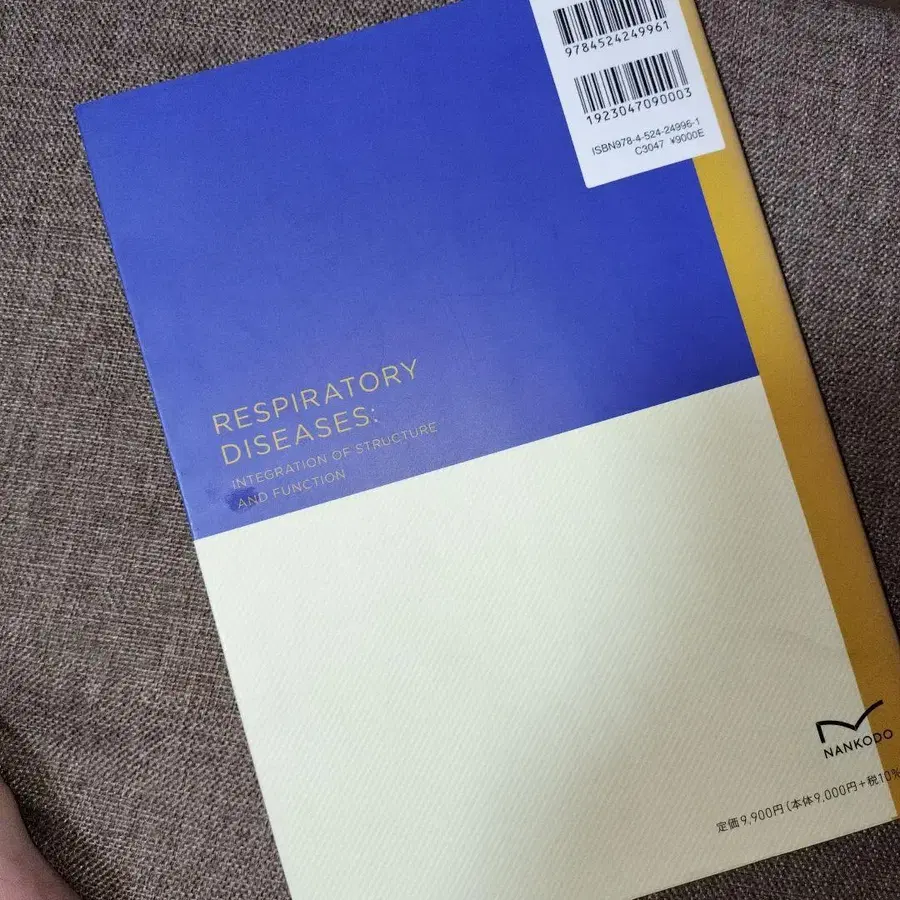 9784524249961
1923047090003
ISBN978-4-524-24996-1
C3047 ¥9000E
RESPIRATORY
DISEASES:
INTEGRATION OF STRUCTURE
AND FUNCTION
NANKODO
定価9,900円(本体9,000円+税10%